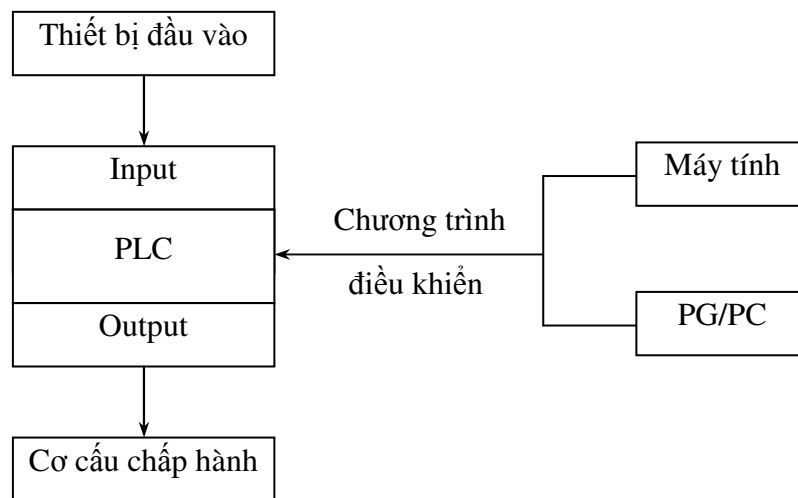 Thiết bị đầu vào
Input
Máy tính
Chương trình
PLC
điều khiển
Output
PG/PC
Cơ cấu chấp hành